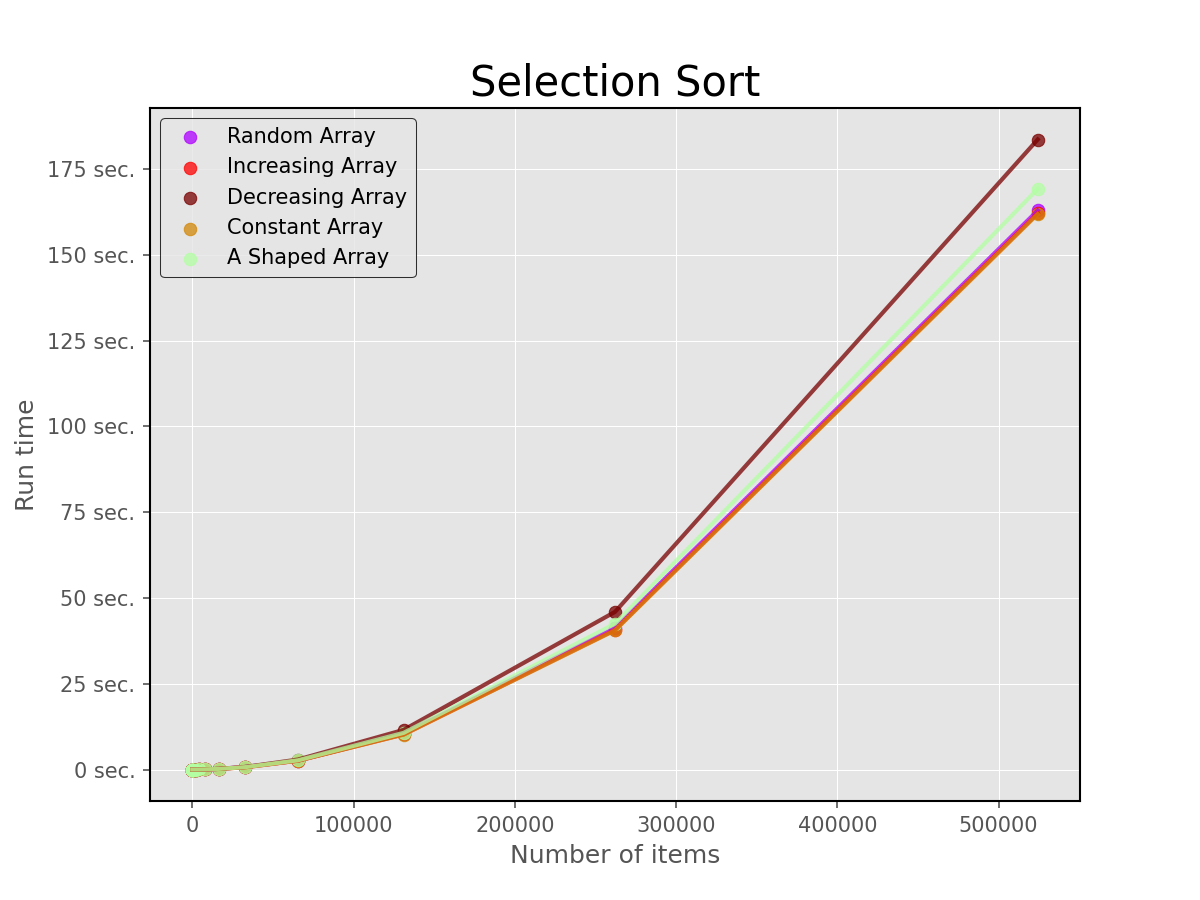 Selection Sort
Random Array
Increasing Array
Decreasing Array
Constant Array
A Shaped Array
175 sec.
150 sec.
125 sec.
100 sec.
75 sec.
50 sec.
25 sec.
0 sec.
Run time
0 100000 200000 300000 400000 500000
Number of items